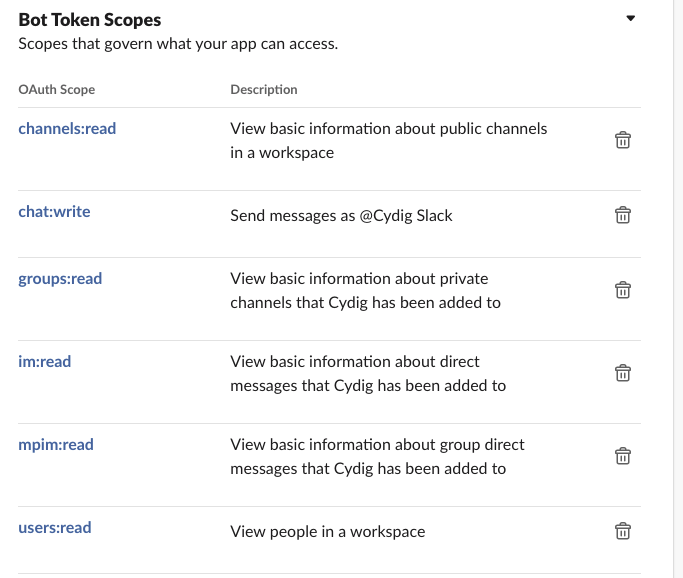 Bot Token Scopes
Scopes that govern what your app can access.
OAuth Scope Description
channels:read View basic information about public channels
in a workspace
chat:write Send messages as @Cydig Slack
groups:read View basic information about private
channels that Cydig has been added to
im:read View basic information about direct
messages that Cydig has been added to
mpim:read View basic information about group direct
messages that Cydig has been added to
users:read View people in a workspace